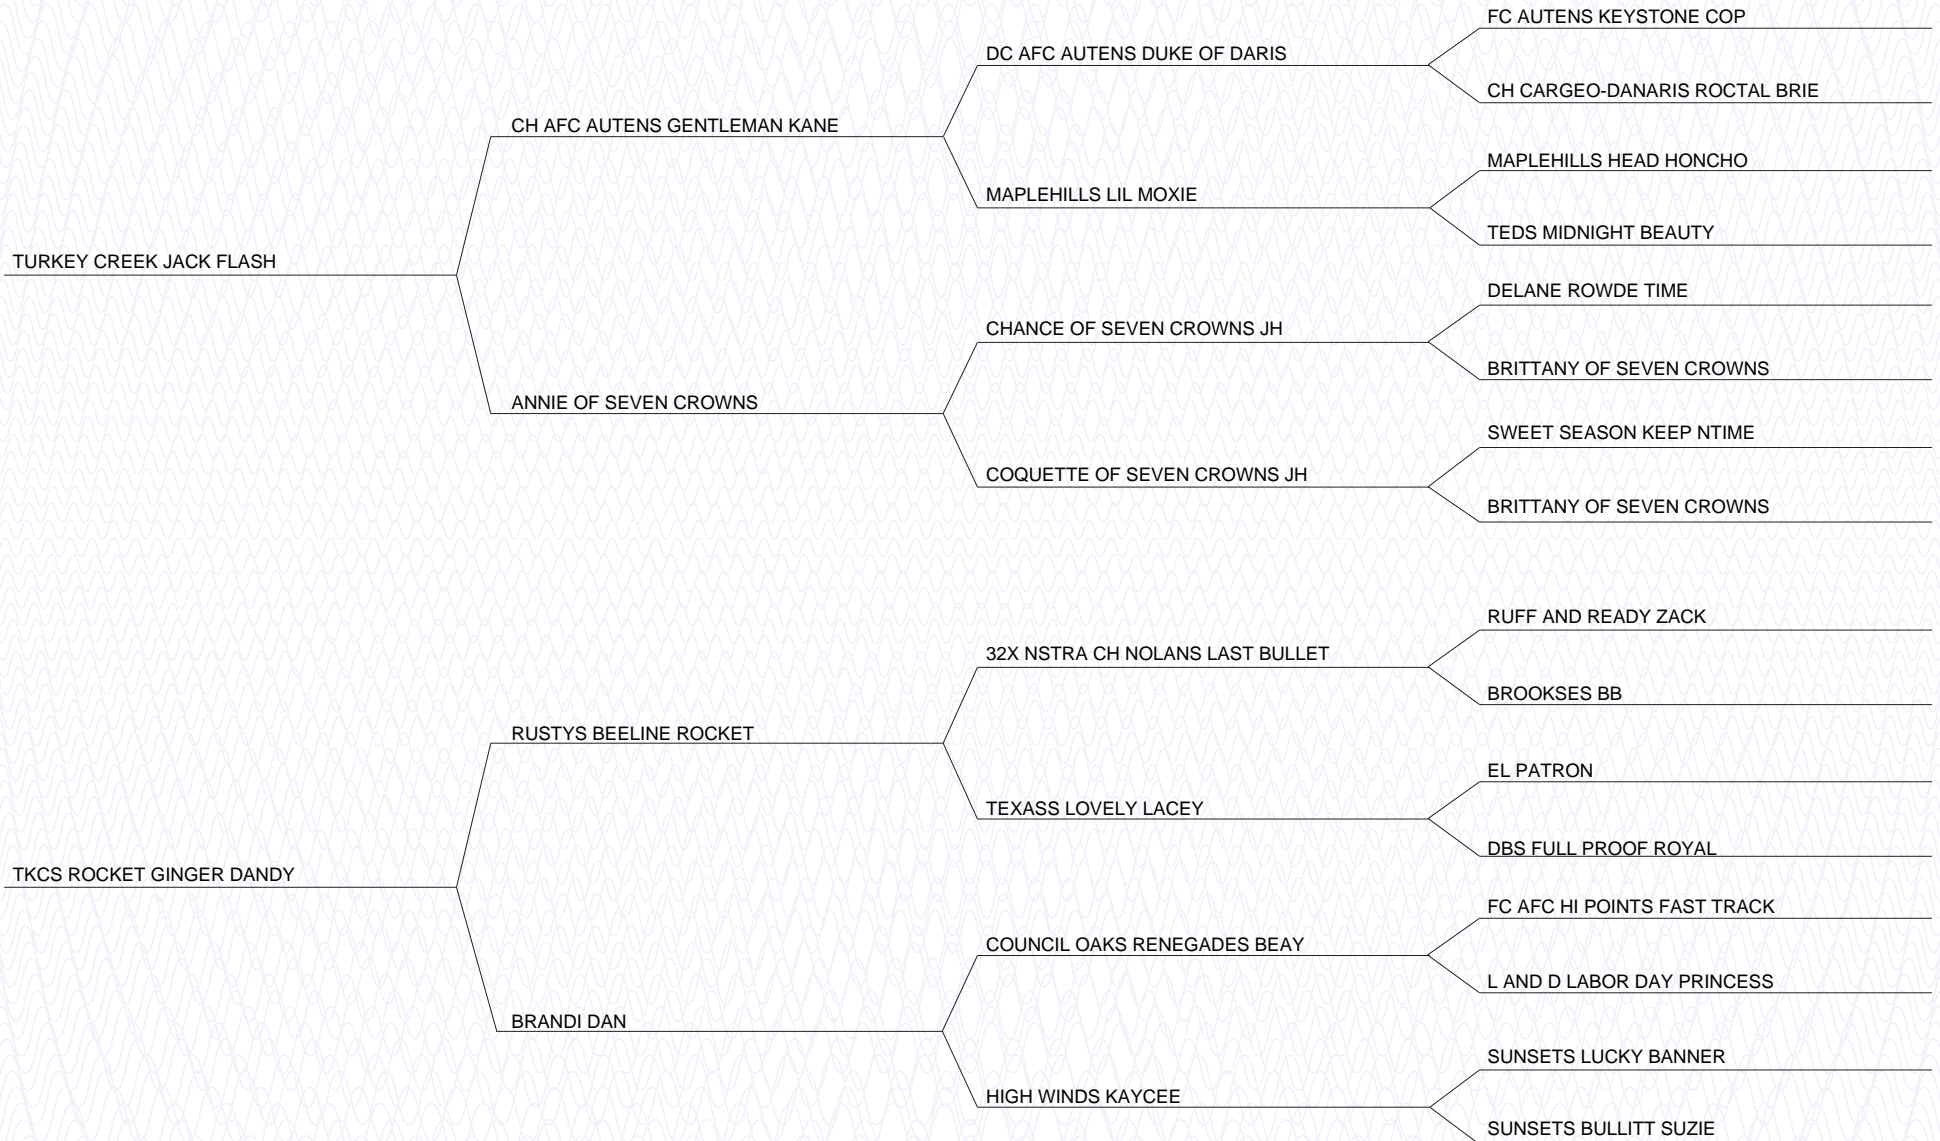 FC AUTENS KEYSTONE COP
DC AFC AUTENS DUKE OF DARIS
CH CARGEO-DANARIS ROCTAL BRIE
CH AFC AUTENS GENTLEMAN KANE
MAPLEHILLS HEAD HONCHO
MAPLEHILLS LIL MOXIE
TEDS MIDNIGHT BEAUTY
TURKEY CREEK JACK FLASH
DELANE ROWDE TIME
CHANCE OF SEVEN CROWNS JH
BRITTANY OF SEVEN CROWNS
ANNIE OF SEVEN CROWNS
SWEET SEASON KEEP NTIME
COQUETTE OF SEVEN CROWNS JH
BRITTANY OF SEVEN CROWNS
RUFF AND READY ZACK
32X NSTRA CH NOLANS LAST BULLET
BROOKSES BB
RUSTYS BEELINE ROCKET
EL PATRON
TEXASS LOVELY LACEY
DBS FULL PROOF ROYAL
TKCS ROCKET GINGER DANDY
FC AFC HI POINTS FAST TRACK
COUNCIL OAKS RENEGADES BEAY
L AND D LABOR DAY PRINCESS
BRANDI DAN
SUNSETS LUCKY BANNER
HIGH WINDS KAYCEE
SUNSETS BULLITT SUZIE